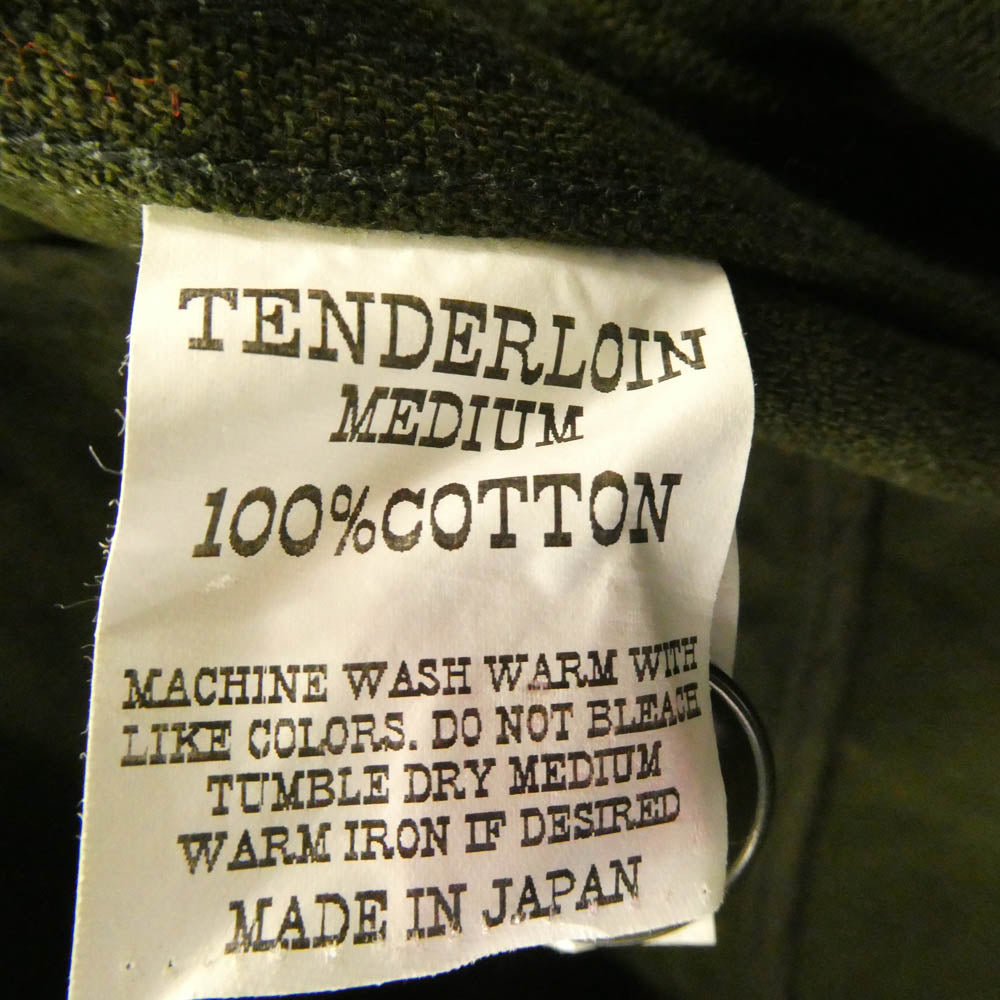 TENDERLOIN
MEDIUM
100%COTTON
MACHINE WASH WARM WITH
LIKE COLORS. DO NOT BLEACH
TUMBLE DRY MEDIUM
WARM IRON IF DESIRED
MADE IN JAPAN